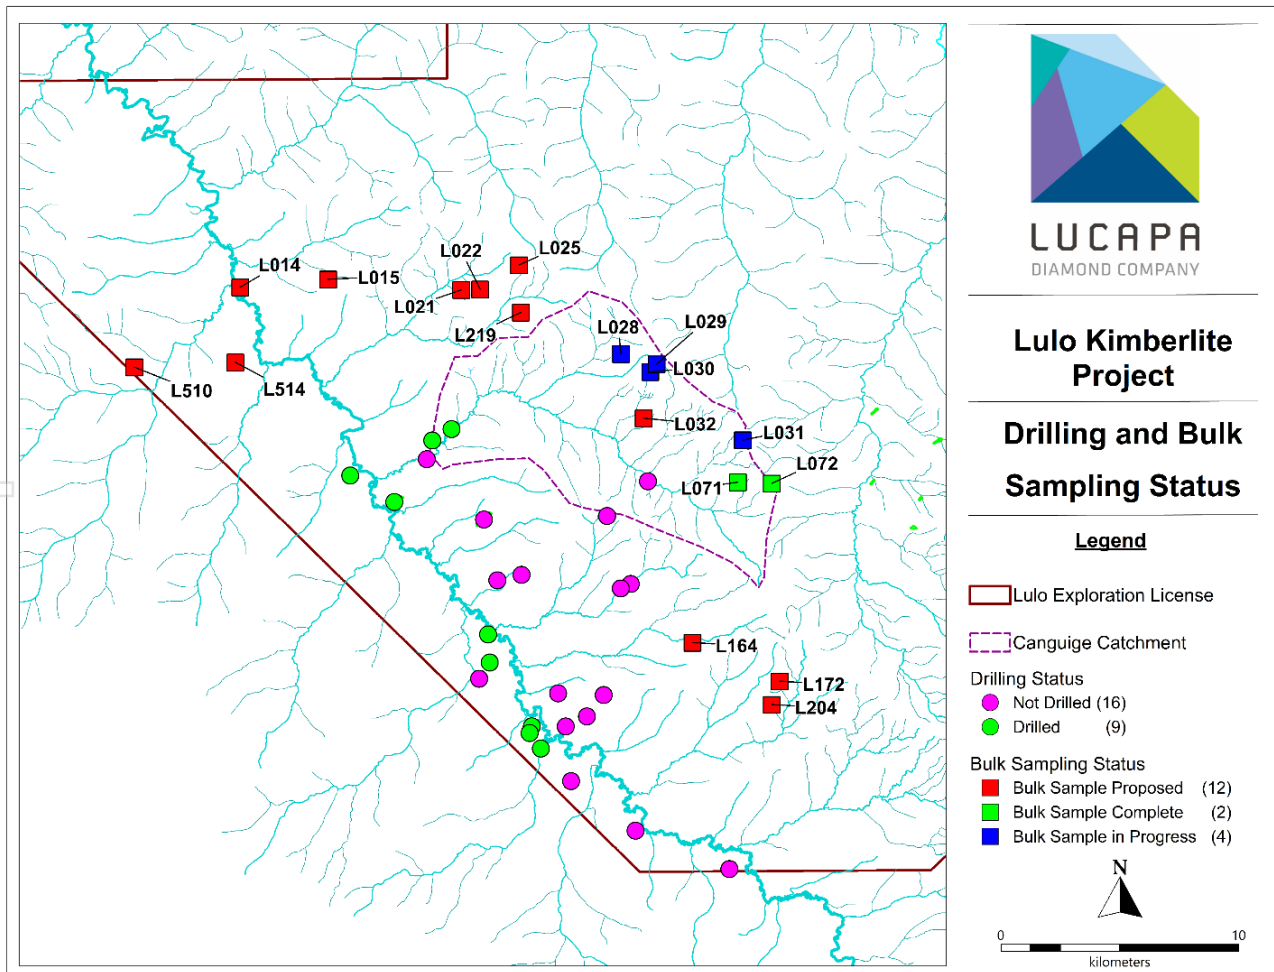 L014
L015
L022
L025
L021
L219
L028
L029
L030
L510
L514
L032
L031
L072
L071
L164
L172
L204
LUCAPA
DIAMOND COMPANY
Lulo Kimberlite
Project
Drilling and Bulk
Sampling Status
Legend
Lulo Exploration License
Canguige Catchment
Drilling Status
Not Drilled (16)
Drilled (9)
Bulk Sampling Status
Bulk Sample Proposed (12)
Bulk Sample Complete (2)
Bulk Sample in Progress (4)
N
0 10
kilometers